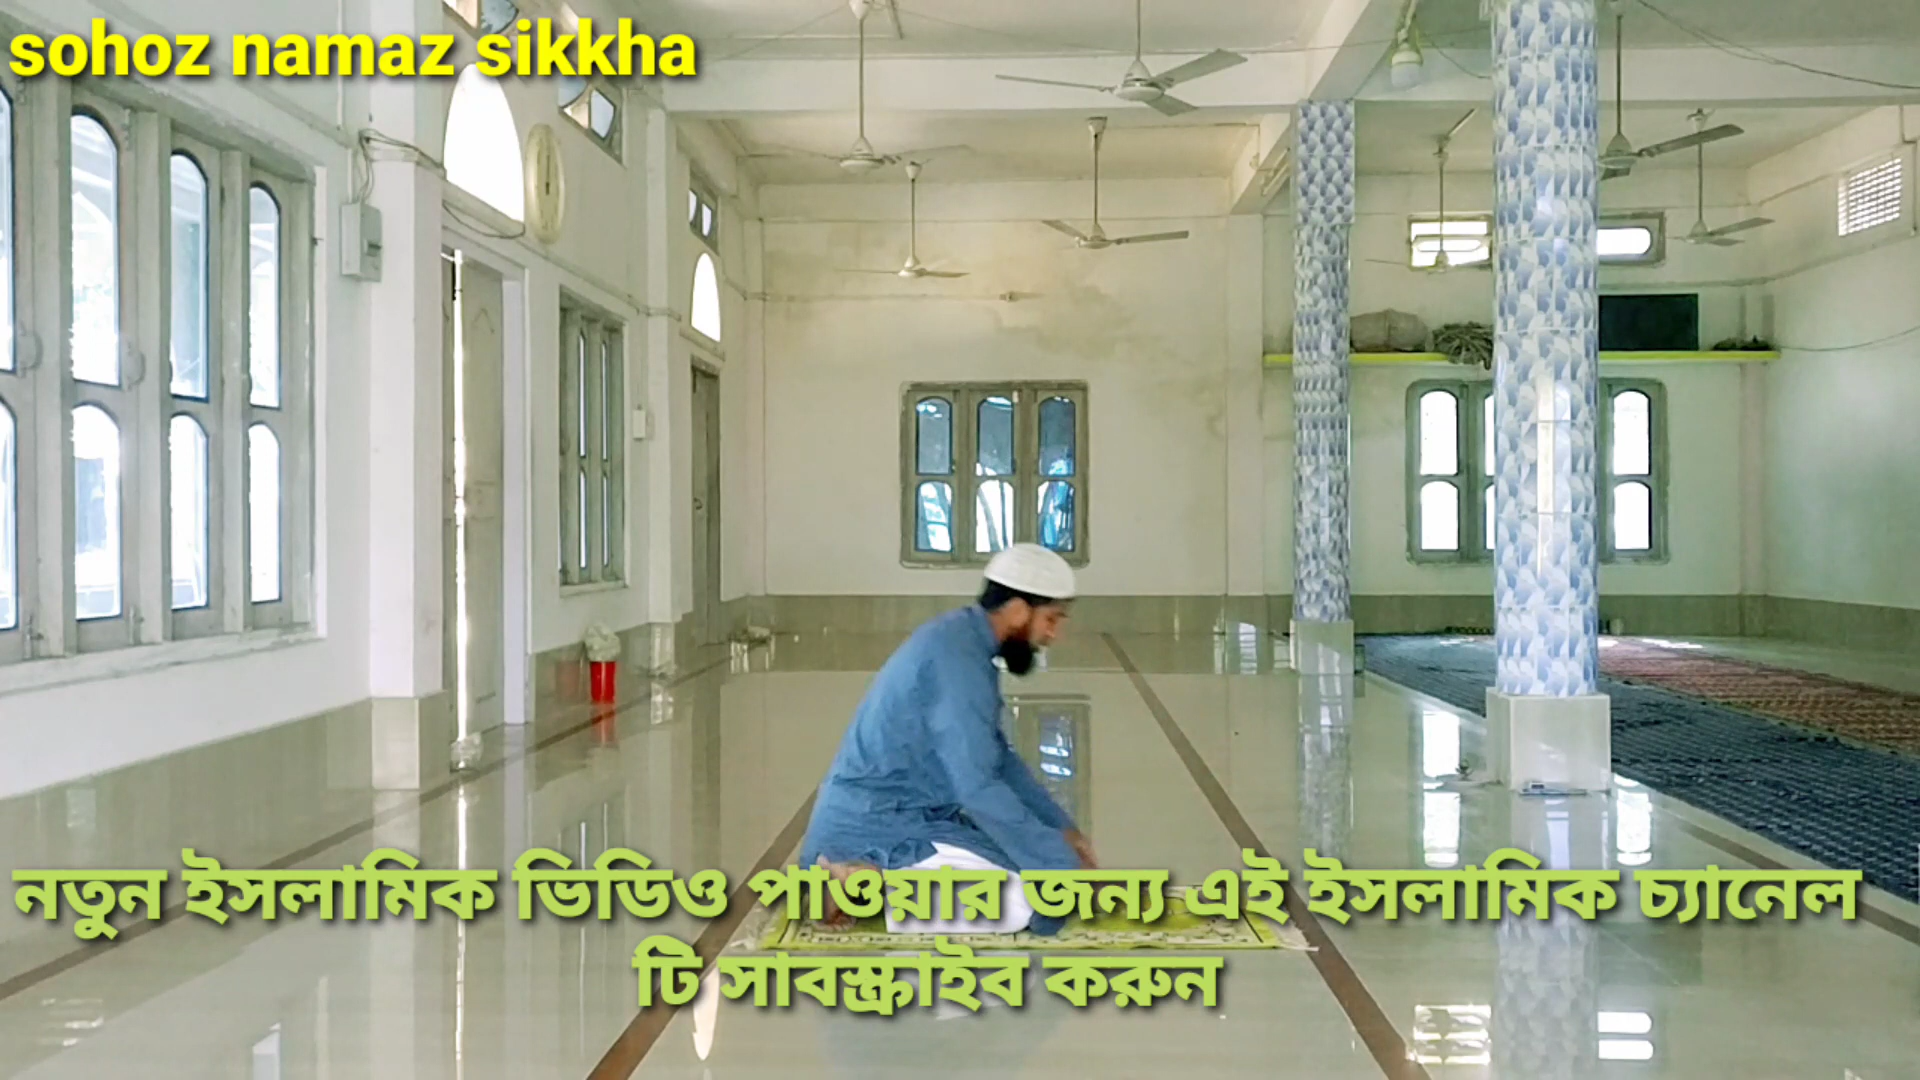 sohoz namaz sikkha
নতুন ইসলামিক ভিডিও পাওয়ার জন্য এই ইসলামিক চ্যানেল
টি সাবস্ক্রাইব করুন